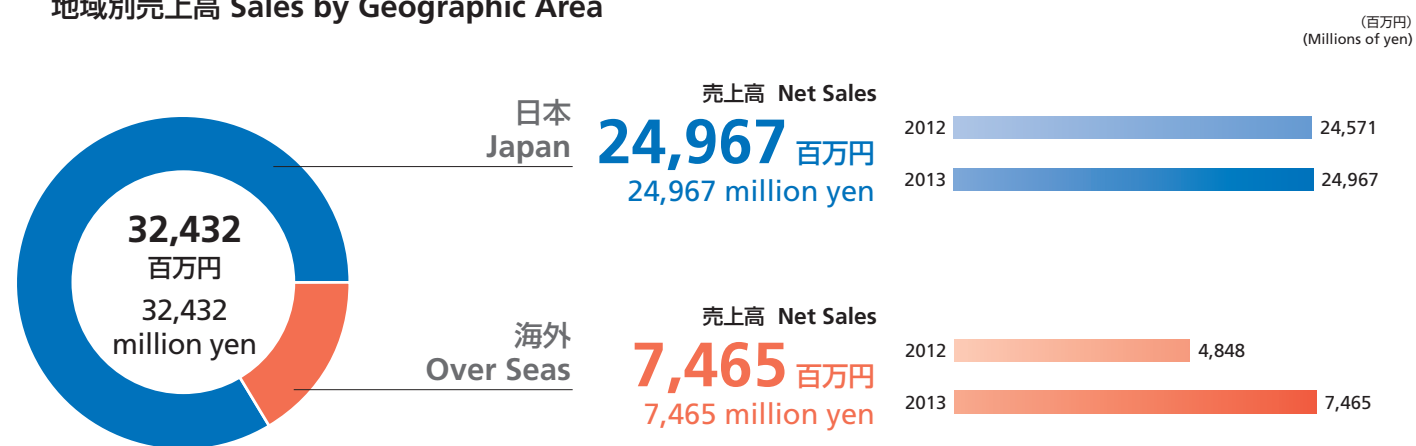 地域別売上高 Sales by Geographic Area
（百万円）
(Millions of yen)
32,432
百万円
32,432
million yen
日本
Japan
売上高 Net Sales
24,967 百万円
24,967 million yen
2012 24,571
2013 24,967
海外
Over Seas
売上高 Net Sales
7,465 百万円
7,465 million yen
2012 4,848
2013 7,465